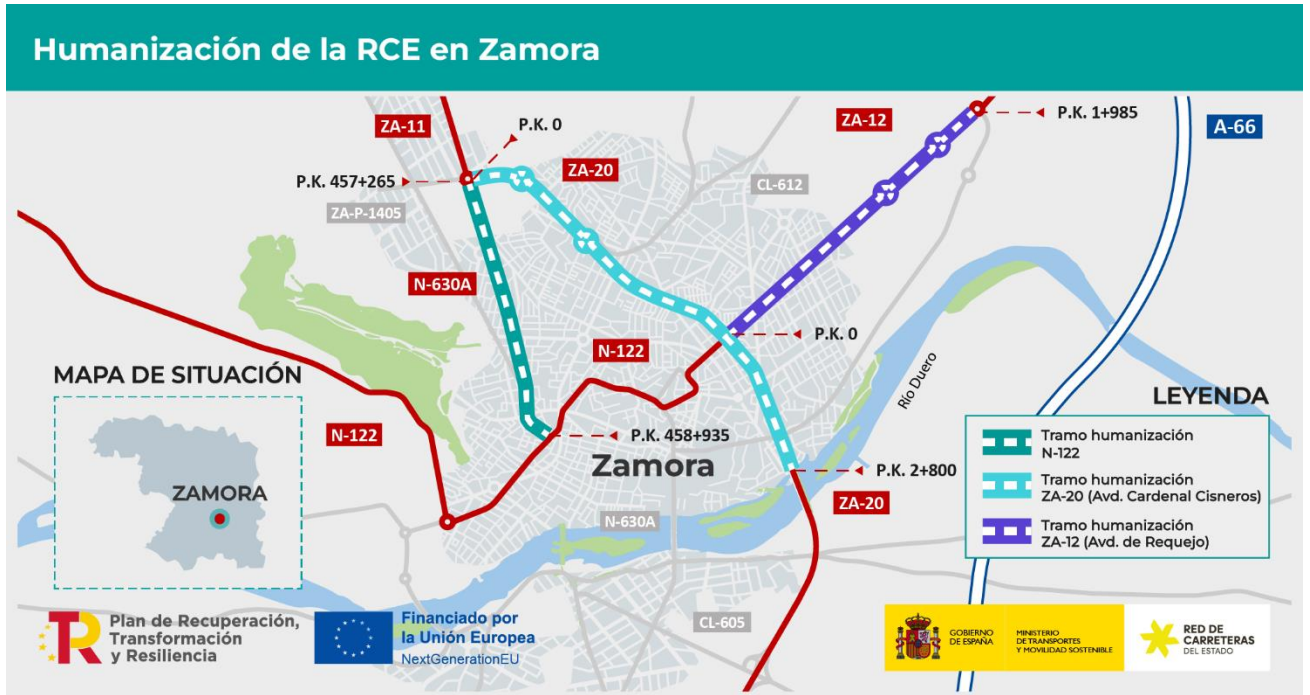 Humanización de la RCE en Zamora
ZA-11
P.K. 0
ZA-12
P.K. 1+985
A-66
P.K. 457+265
ZA-20
CL-612
ZA-P-1405
N-630A
N-122
P.K. 0
Río Duero
MAPA DE SITUACIÓN
ZAMORA
N-122
P.K. 458+935
Zamora
P.K. 2+800
ZA-20
N-630A
CL-605
LEYENDA
Tramo humanización
N-122
Tramo humanización
ZA-20 (Avd. Cardenal Cisneros)
Tramo humanización
ZA-12 (Avd. de Requejo)
TR
Plan de Recuperación,
Transformación
y Resiliencia
Financiado por
la Unión Europea
NextGenerationEU
GOBIERNO
DE ESPAÑA
MINISTERIO
DE TRANSPORTES
Y MOVILIDAD SOSTENIBLE
RED DE
CARRETERAS
DEL ESTADO